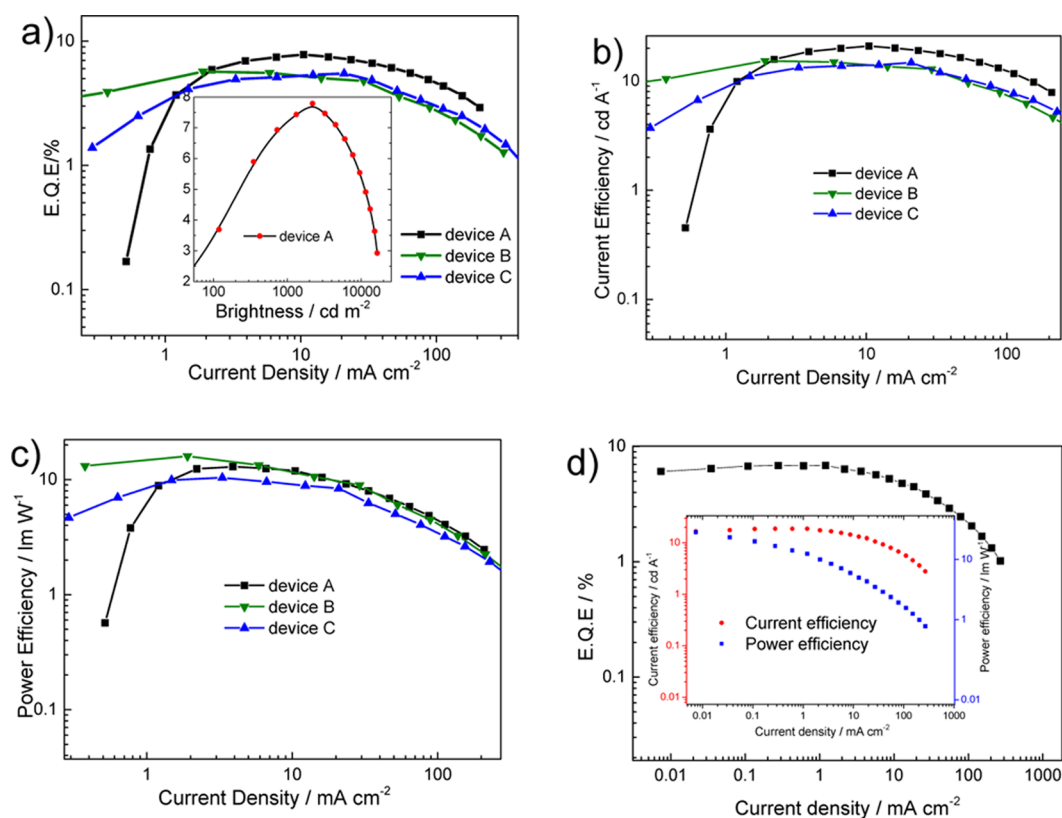 a)
10
1
0.1
E.Q.E/%
8
7
6
5
4
3
2
device A
100
1000
10000
Brightness / cd m-2
device A
device B
device C
1
10
100
Current Density / mA cm-2
b)
10
1
0.1
Current Efficiency / cd A-1
device A
device B
device C
1
10
100
Current Density / mA cm-2
c)
10
1
0.1
Power Efficiency / lm W-1
device A
device B
device C
1
10
100
Current Density / mA cm-2
d)
10
1
0.1
E.Q.E / %
10
1
0.1
0.01
Current efficiency / cd A-1
Current efficiency
Power efficiency
10
1
0.01
Power efficiency / lm W-1
0.01
0.1
1
10
100
1000
Current density / mA cm-2
0.01
0.1
1
10
100
1000
Current density / mA cm-2